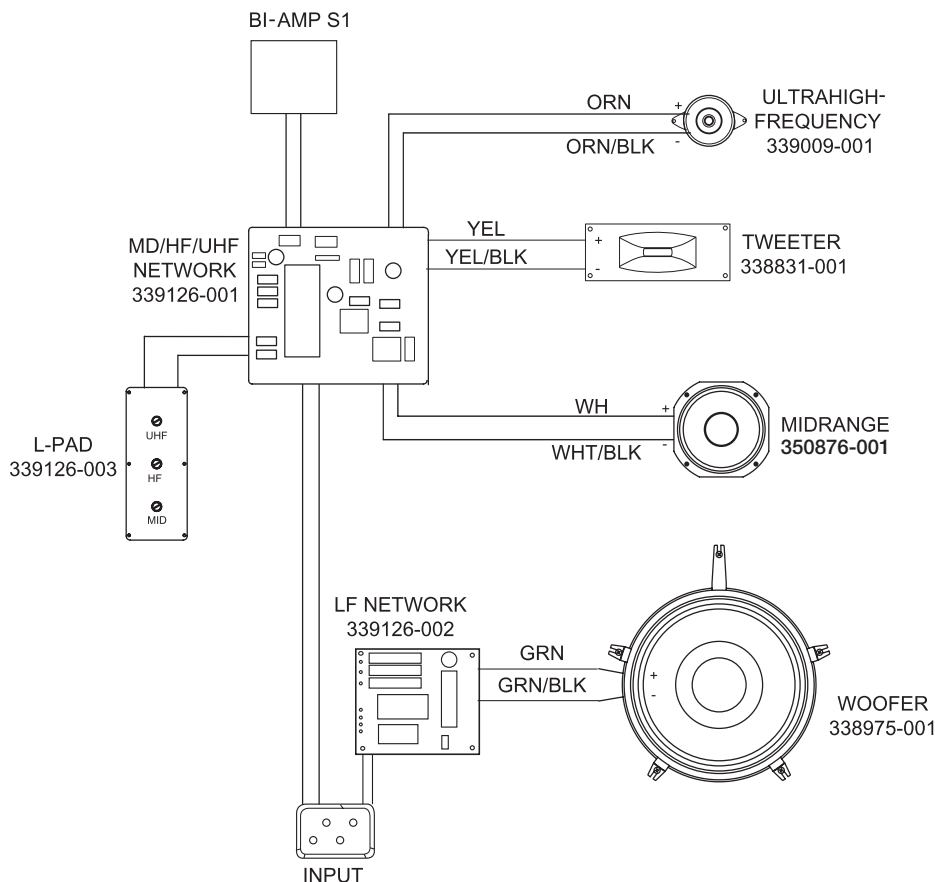 BI-AMP S1
ORN
+
ORN/BLK
-
ULTRAHIGH-
FREQUENCY
339009-001
MD/HF/UHF
NETWORK
339126-001
YEL
+
YEL/BLK
-
TWEETER
338831-001
L-PAD
339126-003
UHF
HF
MID
WH
+
WHT/BLK
-
MIDRANGE
350876-001
LF NETWORK
339126-002
GRN
+
GRN/BLK
-
WOOFER
338975-001
INPUT